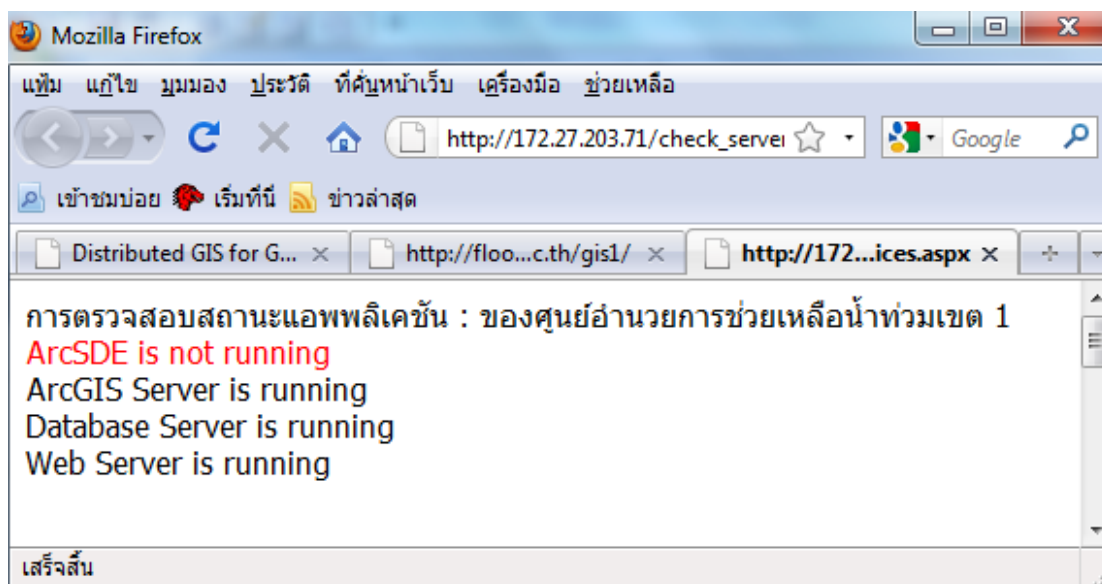 Mozilla Firefox
แฟ้ม แก้ไข มุมมอง ประวัติ ที่คั่นหน้าเว็บ เครื่องมือ ช่วยเหลือ
http://172.27.203.71/check_server Google
เข้าชมบ่อย เริ่มที่นี่ ข่าวล่าสุด
Distributed GIS for G... http://floo...c.th/gis1/ http://172...ices.aspx
การตรวจสอบสถานะแอพพลิเคชัน : ของศูนย์อำนวยการช่วยเหลือน้ำท่วมเขต 1
ArcSDE is not running
ArcGIS Server is running
Database Server is running
Web Server is running
เสร็จสิ้น